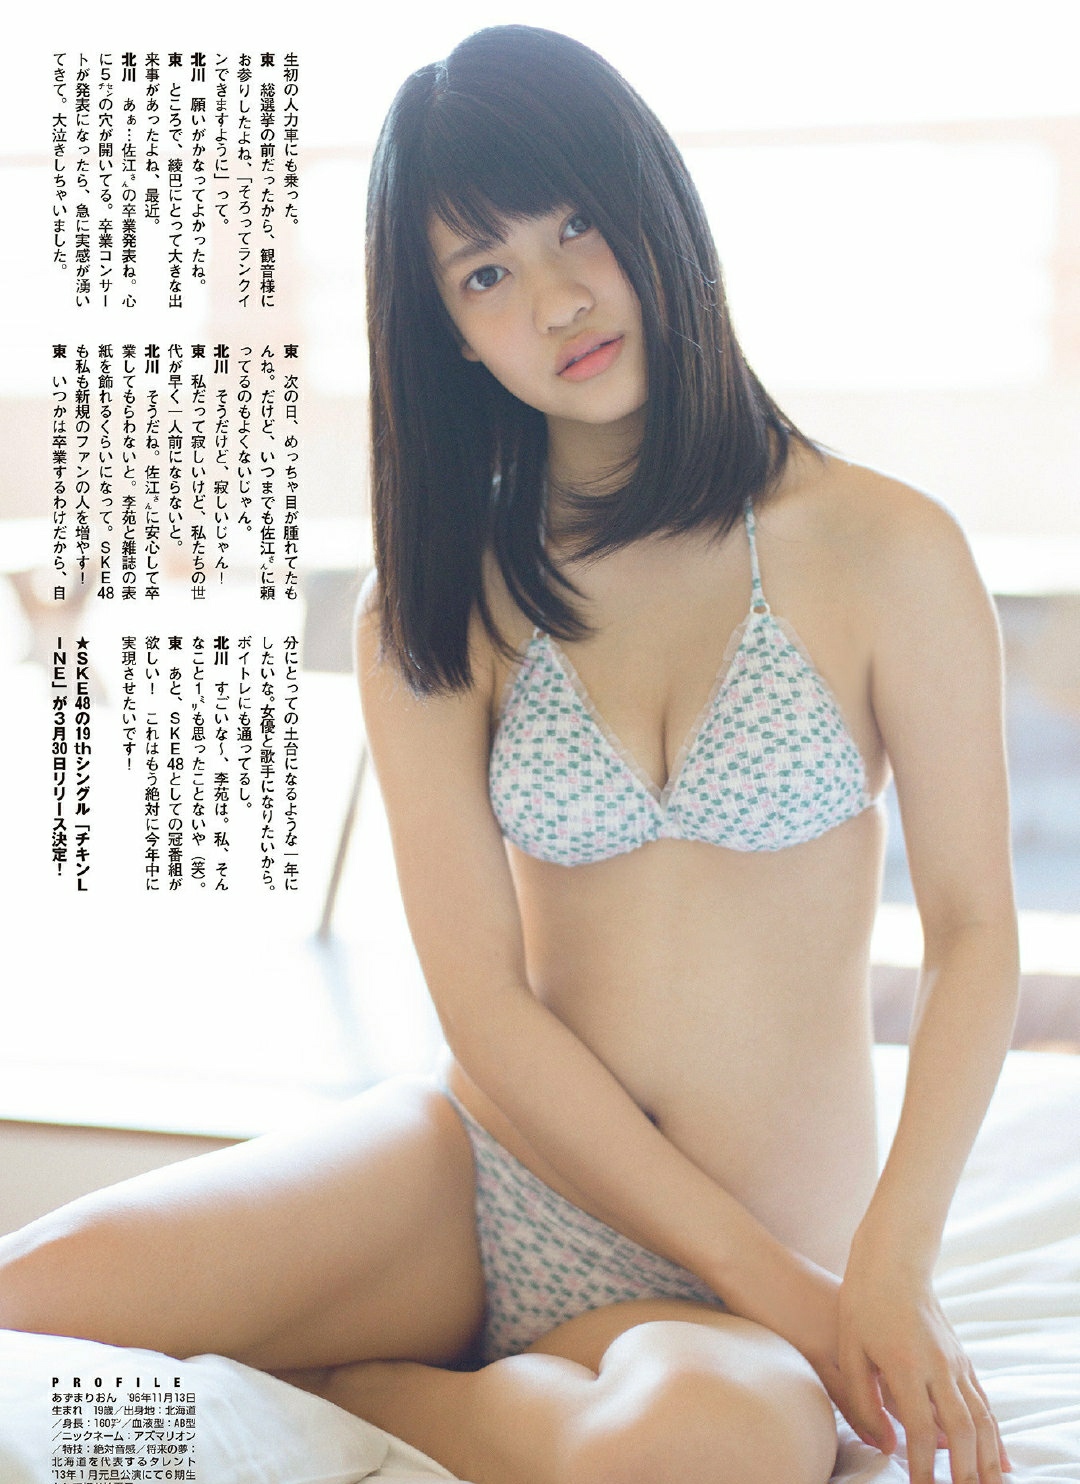 生初の人力車にも乗った。
東　総選挙の前だったから、観音様に
お参りしたよね、「そろってランクイ
ンできますように」って。
北川　願いがかなってよかったね。
東　ところで、綾巴にとって大きな出
来事があったよね、最近。
北川　あぁ…佐江さんの卒業発表ね。心
に5㌢の穴が開いてる。卒業コンサー
トが発表になったら、急に実感が湧い
てきて。大泣きしちゃいました。
東　次の日、めっちゃ目が腫れてたも
んね。だけど、いつまでも佐江さんに頼
ってるのもよくないじゃん。
北川　そうだけど、寂しいじゃん！
東　私だって寂しいけど、私たちの世
代が早く一人前にならないと。
北川　そうだね。佐江さんに安心して卒
業してもらわないと。李苑と雑誌の表
紙を飾れるくらいになって。SKE48
も私も新規のファンの人を増やす！
東　いつかは卒業するわけだから、自
分にとっての土台になるような一年に
したいな。女優と歌手になりたいから。
ボイトレにも通ってるし。
北川　すごいな～、李苑は。私、そん
なこと1㍉も思ったことないや（笑）。
東　あと、SKE48としての冠番組が
欲しい！　これはもう絶対に今年中に
実現させたいです！
★SKE48の19thシングル「チキンL
INE」が3月30日リリース決定！
PROFILE
あずまりおん　'96年11月13日
生まれ　19歳／出身地：北海道
／身長：160㌢／血液型：AB型
／ニックネーム：アズマリオン
／特技：絶対音感／将来の夢：
北海道を代表するタレント
'13年1月元旦公演にて6期生